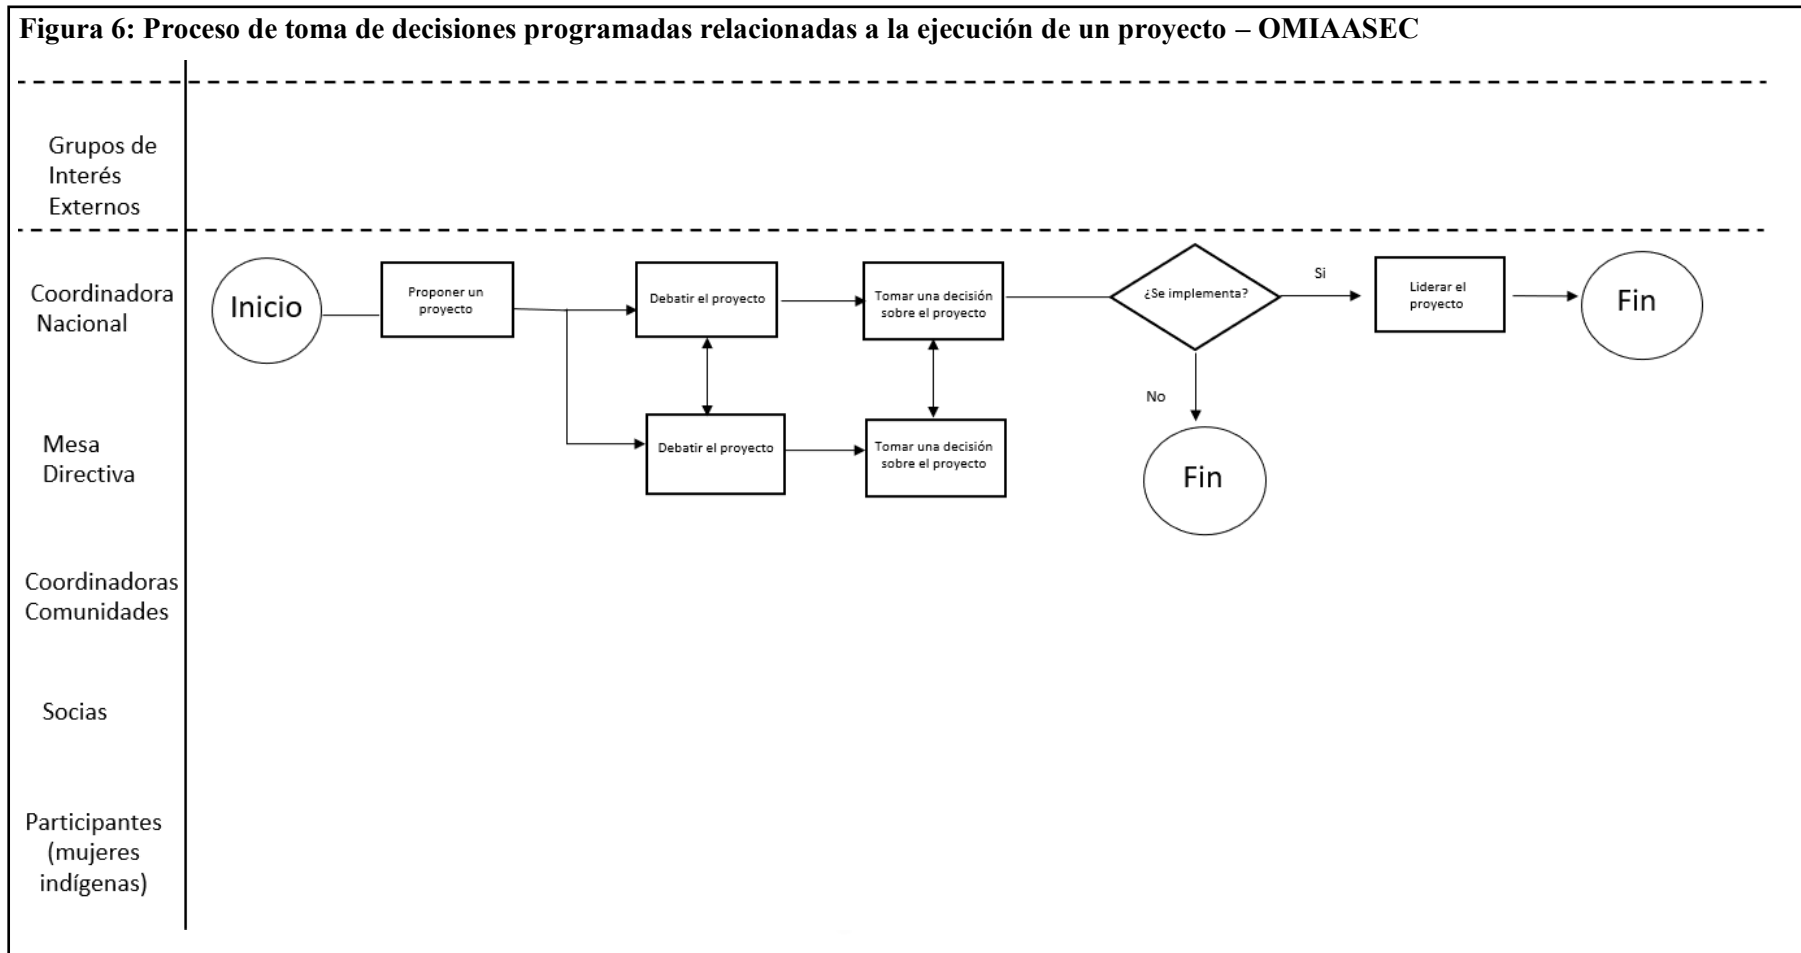 Figura 6: Proceso de toma de decisiones programadas relacionadas a la ejecución de un proyecto – OMIAASEC
Grupos de
Interés
Externos
Coordinadora
Nacional
Inicio
Proponer un
proyecto
Debatir el proyecto
Tomar una decisión
sobre el proyecto
¿Se implementa?
Si
Liderar el
proyecto
Fin
No
Mesa
Directiva
Debatir el proyecto
Tomar una decisión
sobre el proyecto
Fin
Coordinadoras
Comunidades
Socias
Participantes
(mujeres
indígenas)